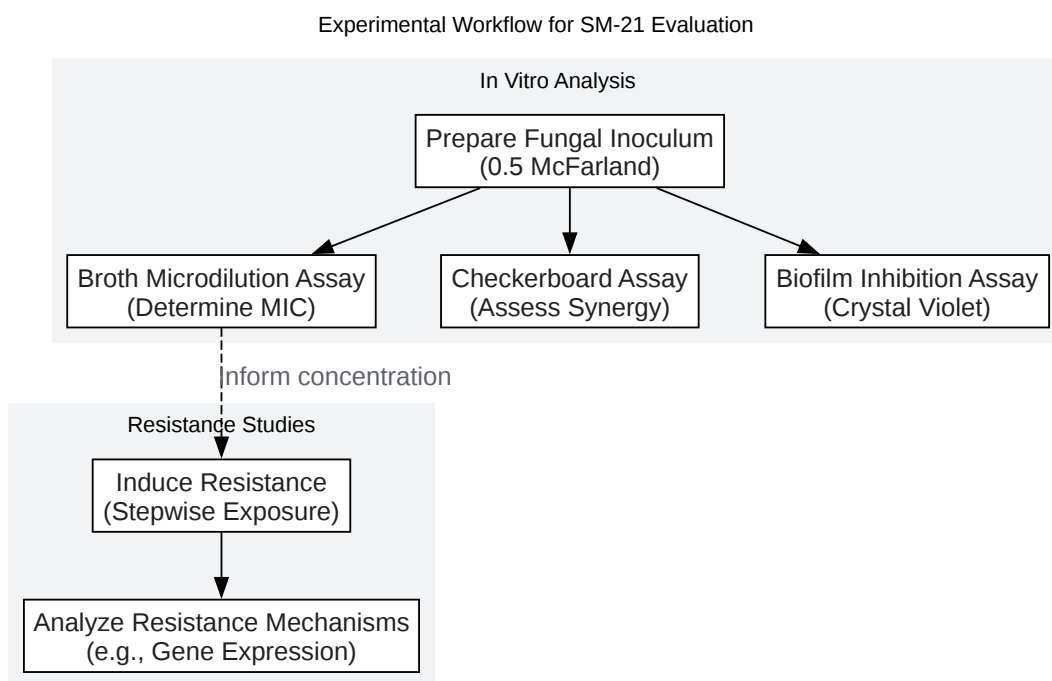 Experimental Workflow for SM-21 Evaluation
In Vitro Analysis
Prepare Fungal Inoculum
(0.5 McFarland)
Broth Microdilution Assay
(Determine MIC)
Checkerboard Assay
(Assess Synergy)
Biofilm Inhibition Assay
(Crystal Violet)
Inform concentration
Resistance Studies
Induce Resistance
(Stepwise Exposure)
Analyze Resistance Mechanisms
(e.g., Gene Expression)